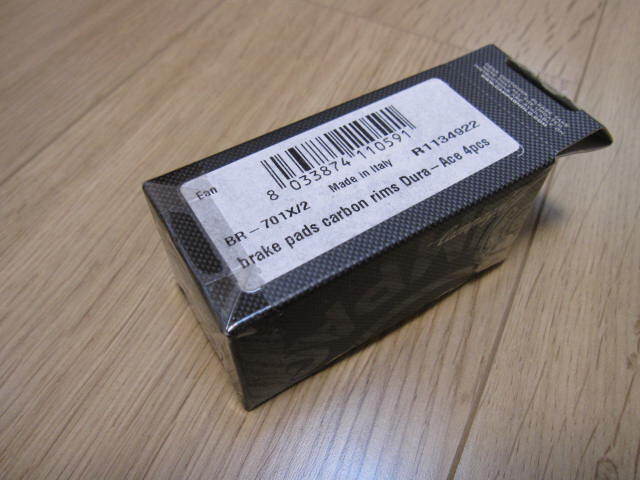 Ean
8 033874 110591
BR-701X/2 Made in Italy R1134922
brake pads carbon rims Dura-Ace 4pcs